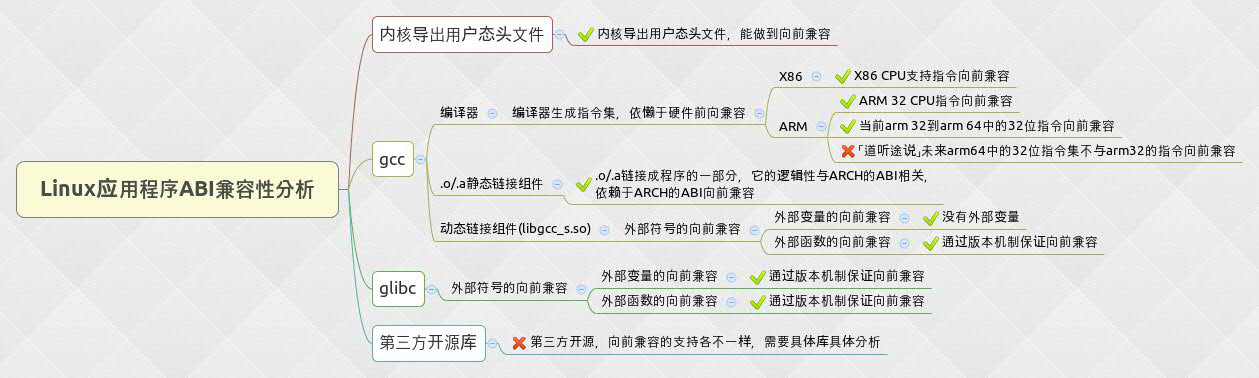 Linux应用程序ABI兼容性分析
内核导出用户态头文件
内核导出用户态头文件，能做到向前兼容
gcc
编译器
编译器生成指令集，依懒于硬件前向兼容
X86
X86 CPU支持指令向前兼容
ARM
ARM 32 CPU指令向前兼容
当前arm 32到arm 64中的32位指令向前兼容
「道听途说」未来arm64中的32位指令集不与arm32的指令向前兼容
.o/.a静态链接组件
.o/.a链接成程序的一部分，它的逻辑性与ARCH的ABI相关，
依赖于ARCH的ABI向前兼容
动态链接组件(libgcc_s.so)
外部符号的向前兼容
外部变量的向前兼容
没有外部变量
外部函数的向前兼容
通过版本机制保证向前兼容
glibc
外部符号的向前兼容
外部变量的向前兼容
通过版本机制保证向前兼容
外部函数的向前兼容
通过版本机制保证向前兼容
第三方开源库
第三方开源，向前兼容的支持各不一样，需要具体库具体分析